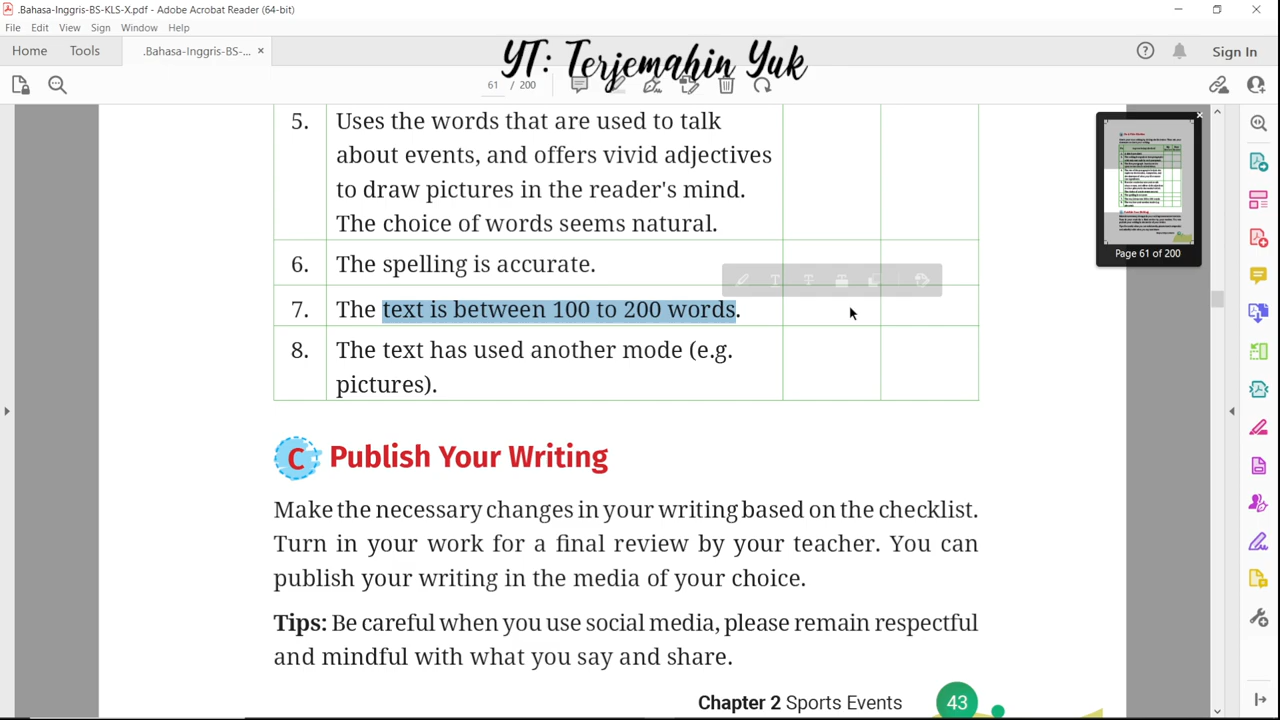 .Bahasa-Inggris-BS-KLS-X.pdf - Adobe Acrobat Reader (64-bit)
File Edit View Sign Window Help
YT: Terjemahin Yuk
Home Tools .Bahasa-Inggris-BS-... × Sign In
61 / 200
5. Uses the words that are used to talk
about events, and offers vivid adjectives
to draw pictures in the reader's mind.
The choice of words seems natural.
6. The spelling is accurate.
7. The text is between 100 to 200 words.
8. The text has used another mode (e.g.
pictures).
Page 61 of 200
C Publish Your Writing
Make the necessary changes in your writing based on the checklist.
Turn in your work for a final review by your teacher. You can
publish your writing in the media of your choice.
Tips: Be careful when you use social media, please remain respectful
and mindful with what you say and share.
Chapter 2 Sports Events 43